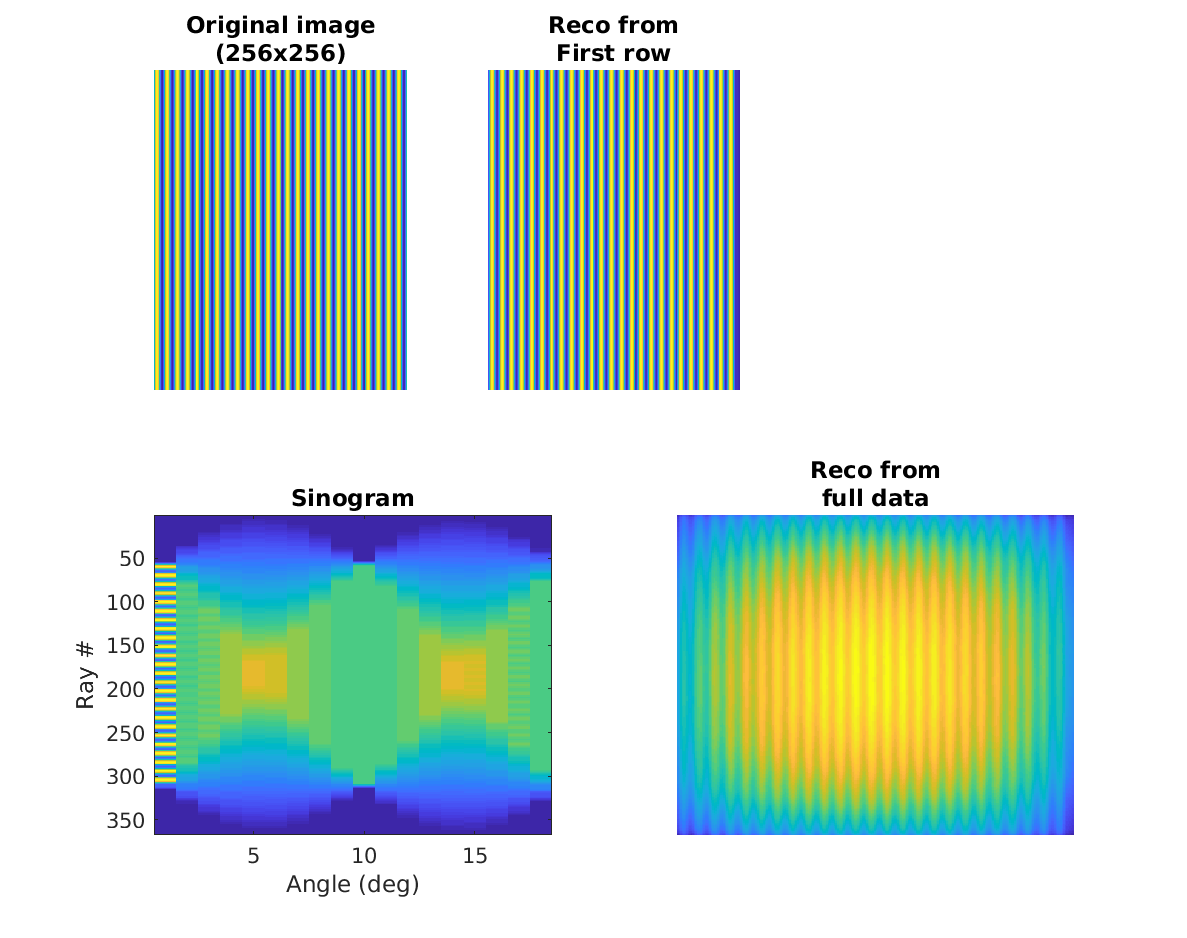 Original image
(256x256)
Reco from
First row
Sinogram
Ray #
50
100
150
200
250
300
350
5
10
15
Angle (deg)
Reco from
full data